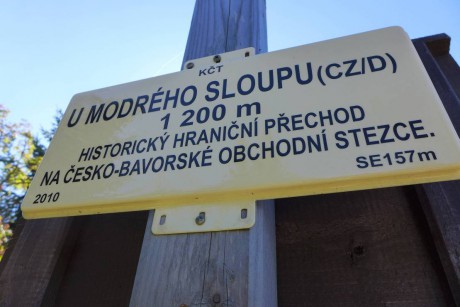 KČT
U MODRÉHO SLOUPU (CZ/D)
1 200 m
HISTORICKÝ HRANIČNÍ PŘECHOD
NA ČESKO-BAVORSKÉ OBCHODNÍ STEZCE.
2010 SE157m